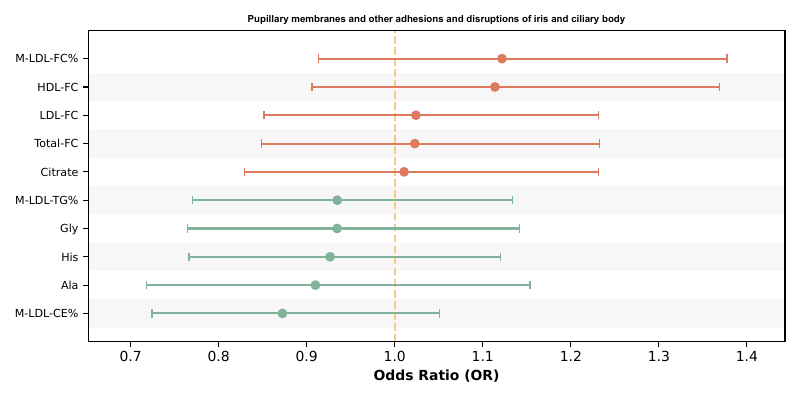 Pupillary membranes and other adhesions and disruptions of iris and ciliary body
M-LDL-FC%
HDL-FC
LDL-FC
Total-FC
Citrate
M-LDL-TG%
Gly
His
Ala
M-LDL-CE%
0.7 0.8 0.9 1.0 1.1 1.2 1.3 1.4
Odds Ratio (OR)